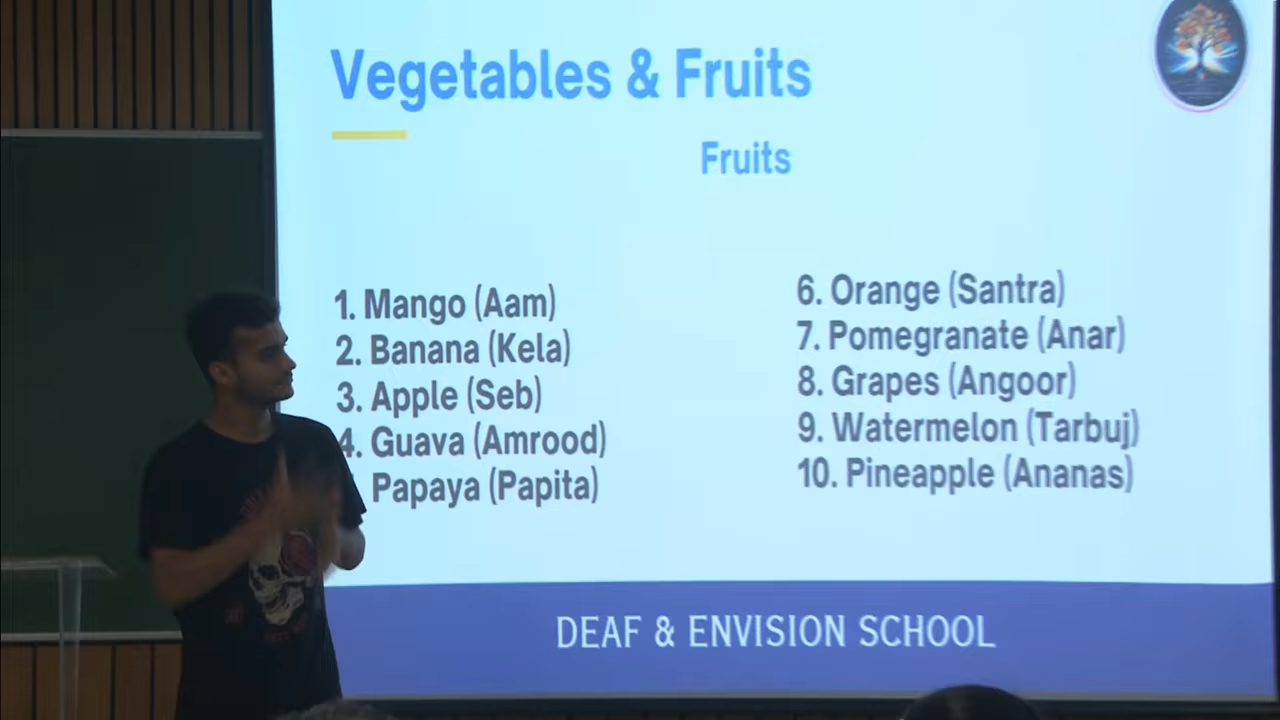 Vegetables & Fruits
Fruits
1. Mango (Aam)
2. Banana (Kela)
3. Apple (Seb)
4. Guava (Amrood)
Papaya (Papita)
6. Orange (Santra)
7. Pomegranate (Anar)
8. Grapes (Angoor)
9. Watermelon (Tarbuj)
10. Pineapple (Ananas)
DEAF & ENVISION SCHOOL